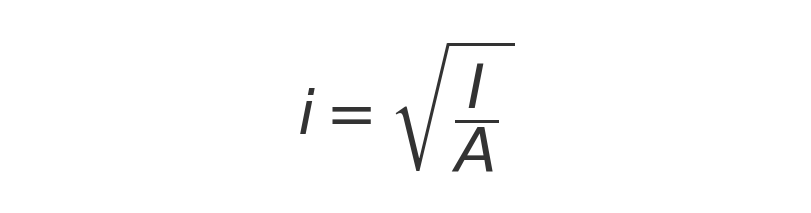 i = √(I/A)